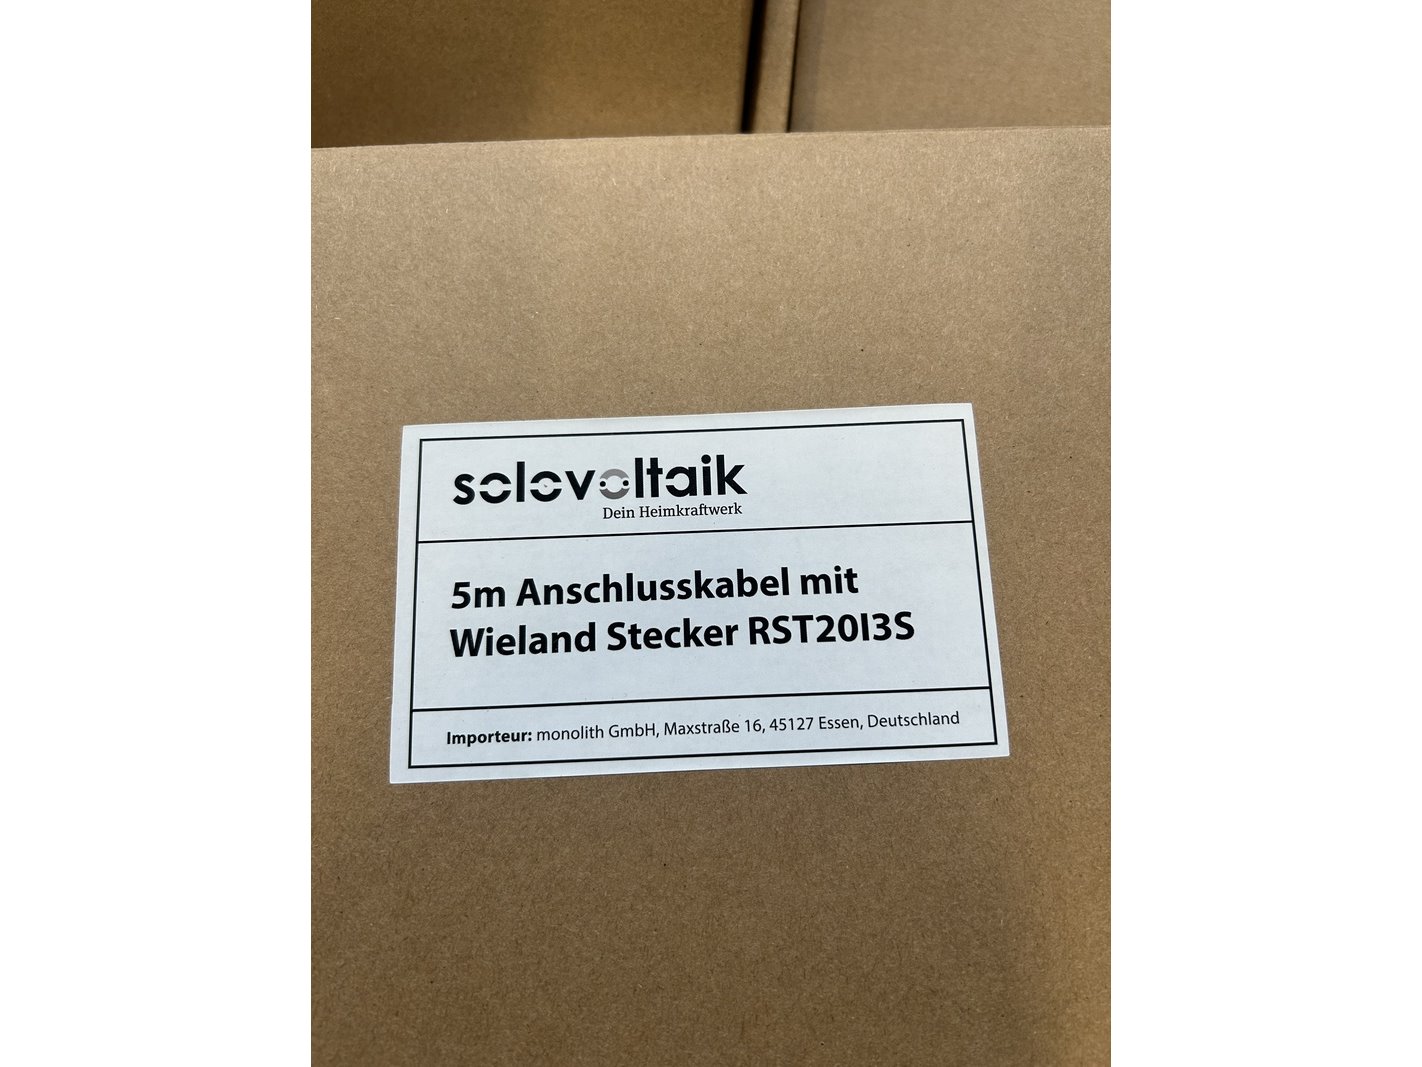 solovoltaik
Dein Heimkraftwerk
5m Anschlusskabel mit
Wieland Stecker RST20I3S
Importeur: monolith GmbH, Maxstraße 16, 45127 Essen, Deutschland